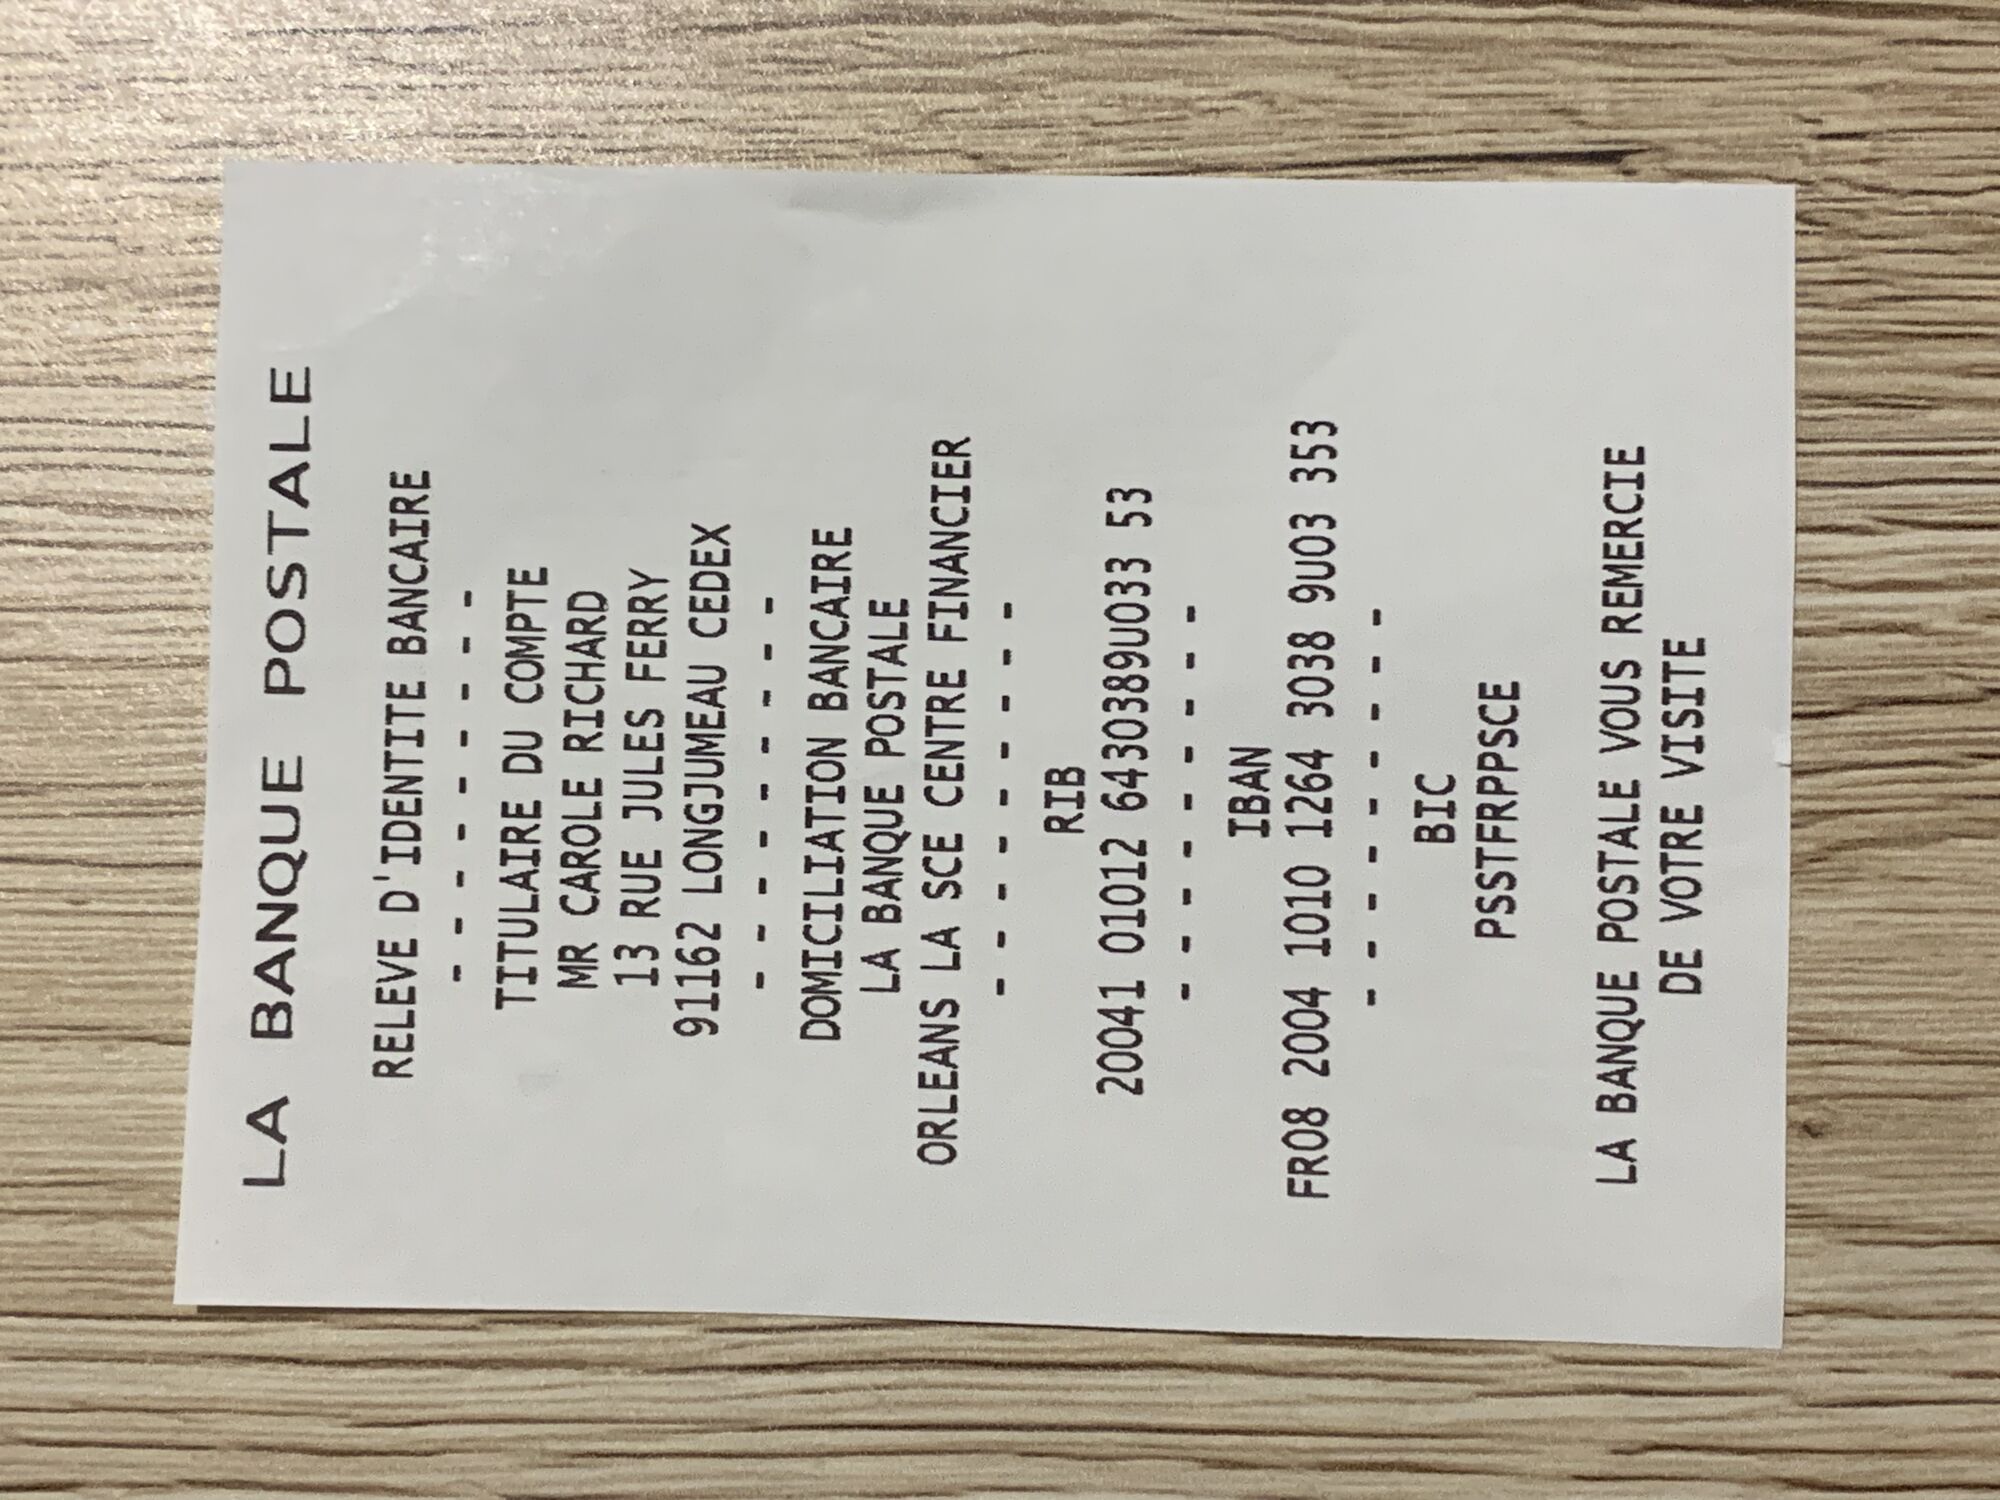 LA BANQUE POSTALE
RELEVE D'IDENTITE BANCAIRE
- - - - - - - - -
TITULAIRE DU COMPTE
MR CAROLE RICHARD
13 RUE JULES FERRY
91162 LONGJUMEAU CEDEX
- - - - - - - - -
DOMICILIATION BANCAIRE
LA BANQUE POSTALE
ORLEANS LA SCE CENTRE FINANCIER
- - - - - - - - -
RIB
20041 01012 6430389U033 53
- - - - - - - - -
IBAN
FR08 2004 1010 1264 3038 9U03 353
- - - - - - - - -
BIC
PSSTFRPPSCE
LA BANQUE POSTALE VOUS REMERCIE
DE VOTRE VISITE